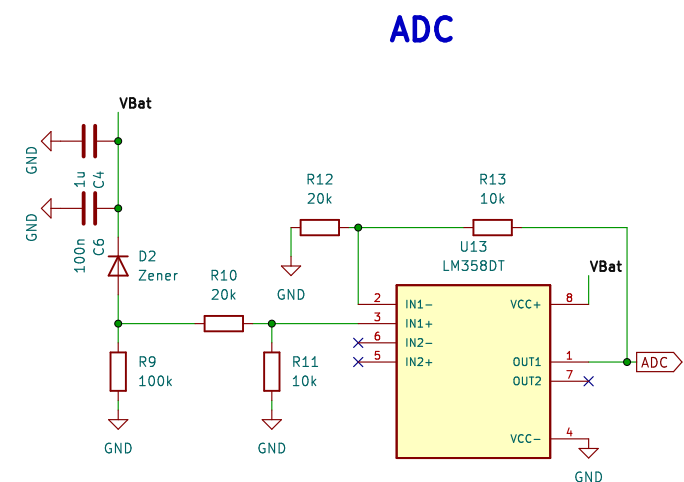 ADC
VBat
GND
1u
C4
GND
100n
C6
D2
Zener
R10
20k
R9
100k
GND
R11
10k
GND
R12
20k
GND
R13
10k
U13
LM358DT
VBat
2
IN1-
3
IN1+
6
IN2-
5
IN2+
VCC+
8
OUT1
1
OUT2
7
VCC-
4
ADC
GND